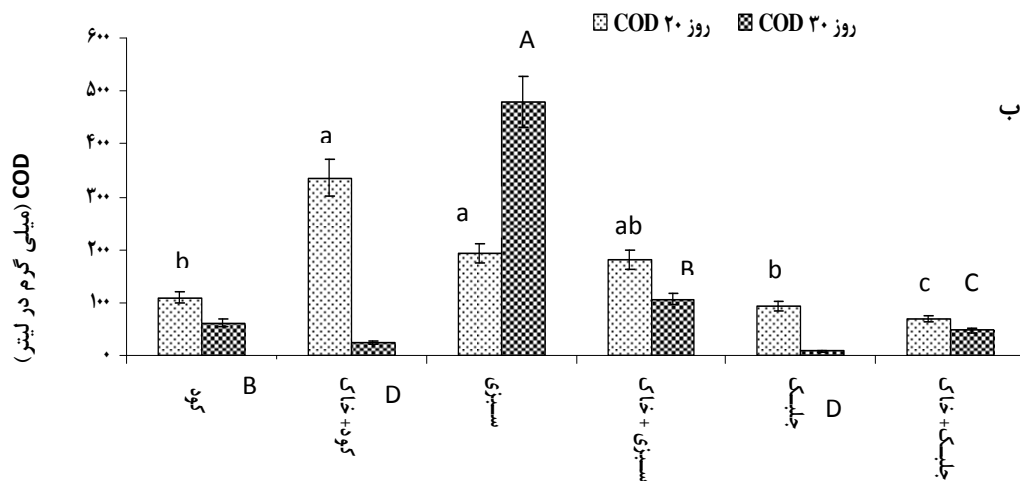 COD ۲۰ روز
COD ۳۰ روز
ب
COD (میلی گرم در لیتر)
۶۰۰
۵۰۰
۴۰۰
۳۰۰
۲۰۰
۱۰۰
۰
b
a
a
A
ab
B
b
c
C
B
D
D
کود
کود+ خاک
سبزی
سبزی + خاک
جلبک
جلبک + خاک